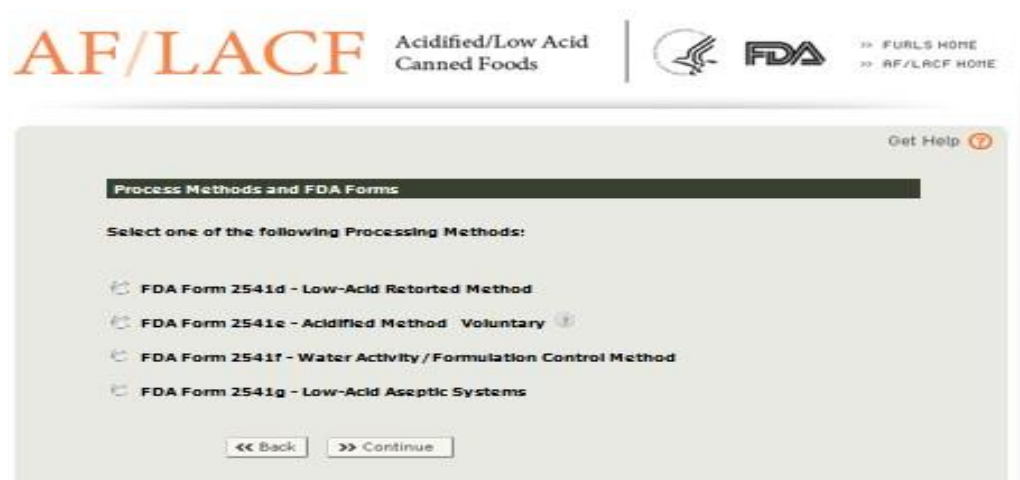 AF/LACF
Acidified/Low Acid
Canned Foods
FDA
>> FURLS HOME
>> AF/LACF HOME
Get Help ?
Process Methods and FDA Forms
Select one of the following Processing Methods:
FDA Form 2541d - Low-Acid Retorted Method
FDA Form 2541e - Acidified Method Voluntary ?
FDA Form 2541f - Water Activity/Formulation Control Method
FDA Form 2541g - Low-Acid Aseptic Systems
<< Back
>> Continue